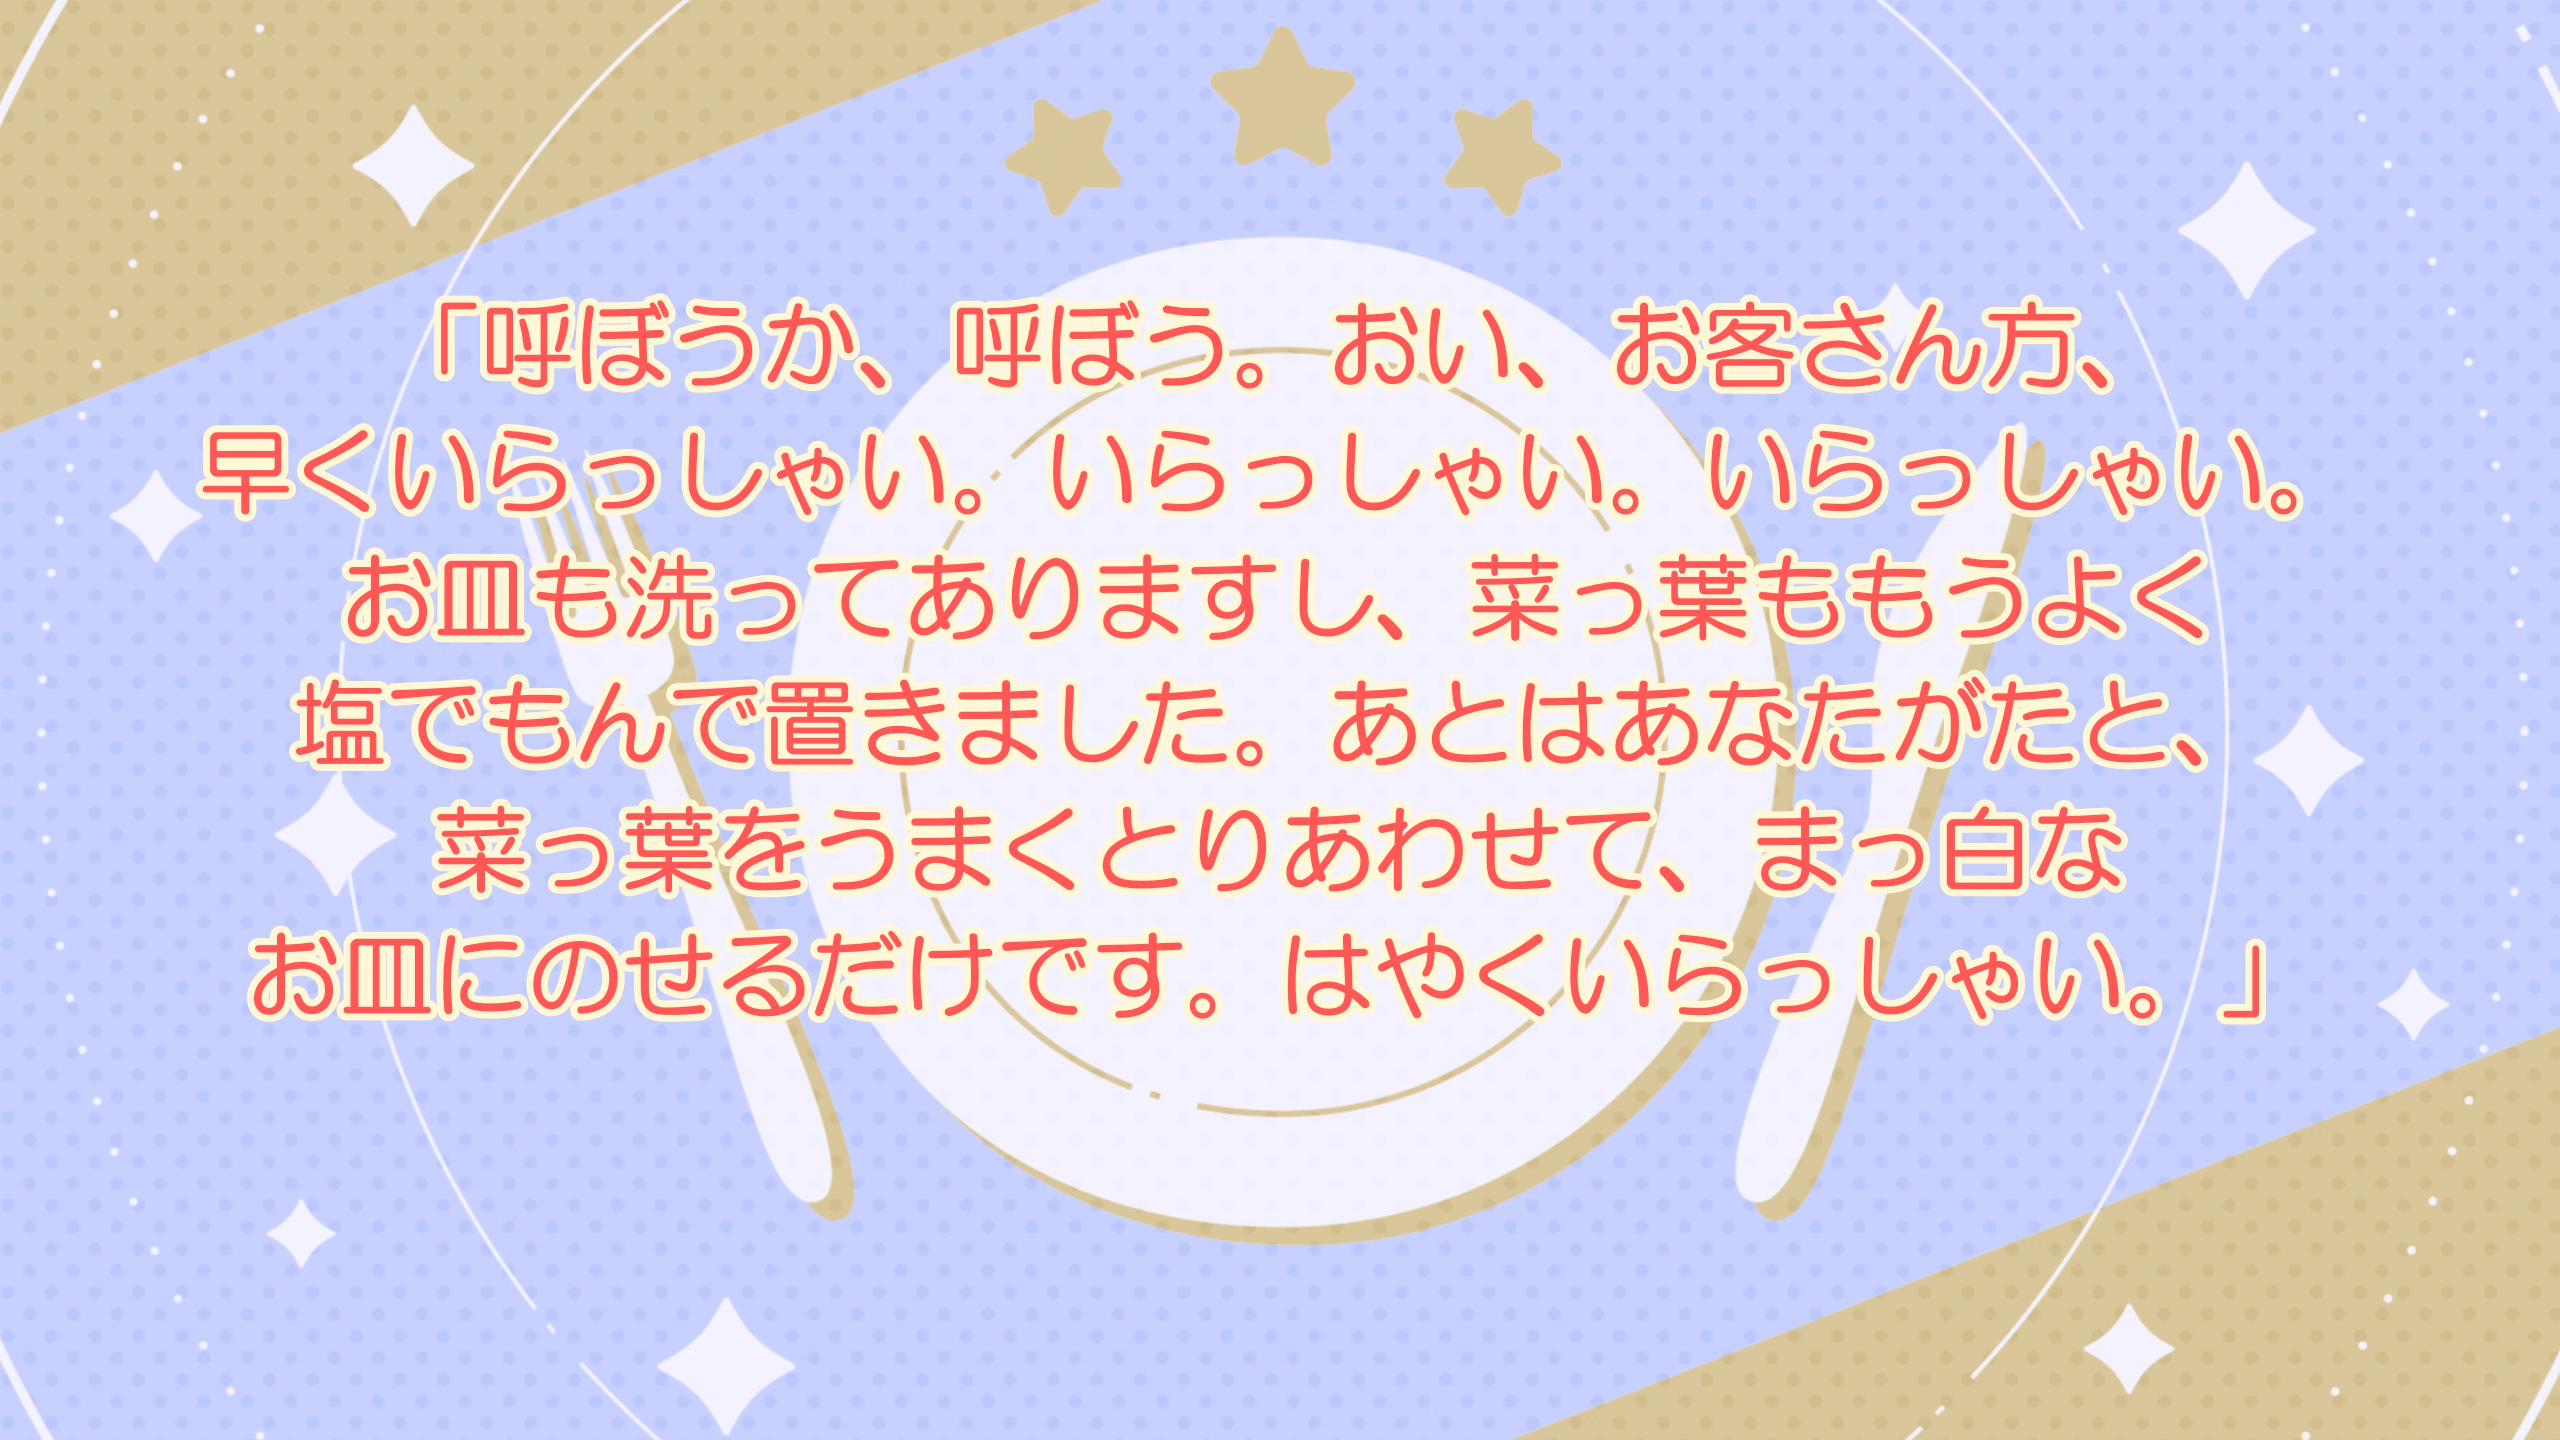 「呼ぼうか、呼ぼう。おい、お客さん方、
早くいらっしゃい。いらっしゃい。いらっしゃい。
お皿も洗ってありますし、菜っ葉ももうよく
塩でもんで置きました。あとはあなたがたと、
菜っ葉をうまくとりあわせて、まっ白な
お皿にのせるだけです。はやくいらっしゃい。」